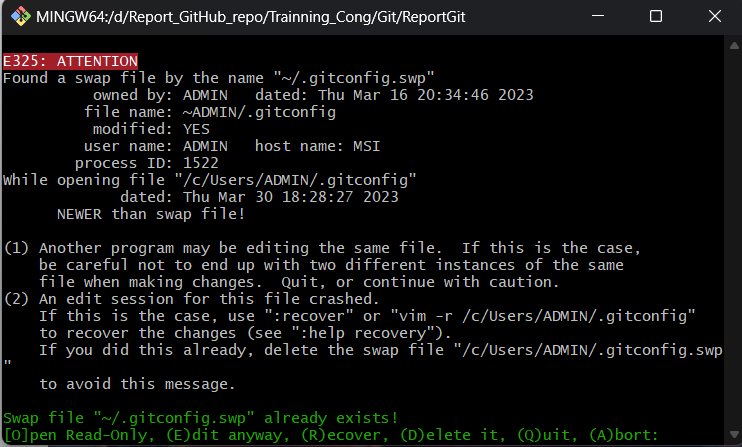 MINGW64:/d/Report_GitHub_repo/Trainning_Cong/Git/ReportGit
E325: ATTENTION
Found a swap file by the name "~/.gitconfig.swp"
          owned by: ADMIN   dated: Thu Mar 16 20:34:46 2023
         file name: ~ADMIN/.gitconfig
          modified: YES
         user name: ADMIN   host name: MSI
        process ID: 1522
While opening file "/c/Users/ADMIN/.gitconfig"
             dated: Thu Mar 30 18:28:27 2023
      NEWER than swap file!
(1) Another program may be editing the same file.  If this is the case,
    be careful not to end up with two different instances of the same
    file when making changes.  Quit, or continue with caution.
(2) An edit session for this file crashed.
    If this is the case, use ":recover" or "vim -r /c/Users/ADMIN/.gitconfig"
    to recover the changes (see ":help recovery").
    If you did this already, delete the swap file "/c/Users/ADMIN/.gitconfig.swp
"
    to avoid this message.
Swap file "~/.gitconfig.swp" already exists!
[O]pen Read-Only, (E)dit anyway, (R)ecover, (D)elete it, (Q)uit, (A)bort: